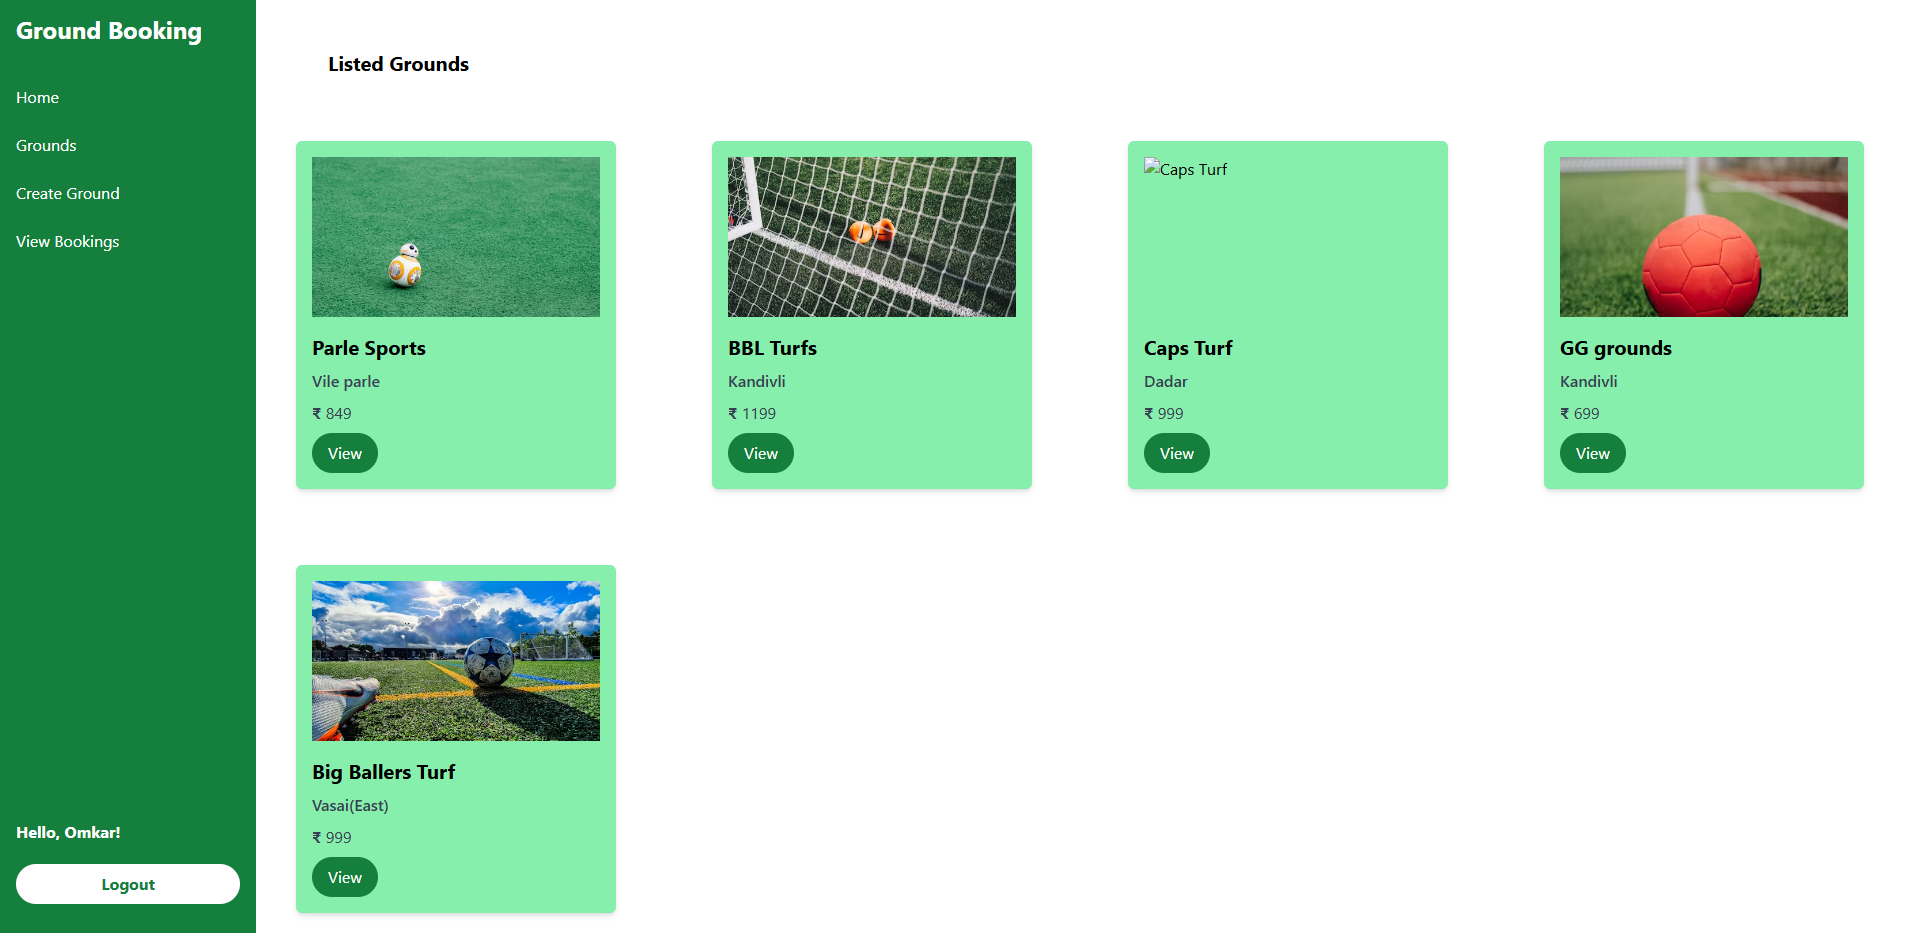 Ground Booking
Home
Grounds
Create Ground
View Bookings
Hello, Omkar!
Logout
Listed Grounds
Parle Sports
Vile parle
₹ 849
View
BBL Turfs
Kandivli
₹ 1199
View
Caps Turf
Caps Turf
Dadar
₹ 999
View
GG grounds
Kandivli
₹ 699
View
Big Ballers Turf
Vasai(East)
₹ 999
View